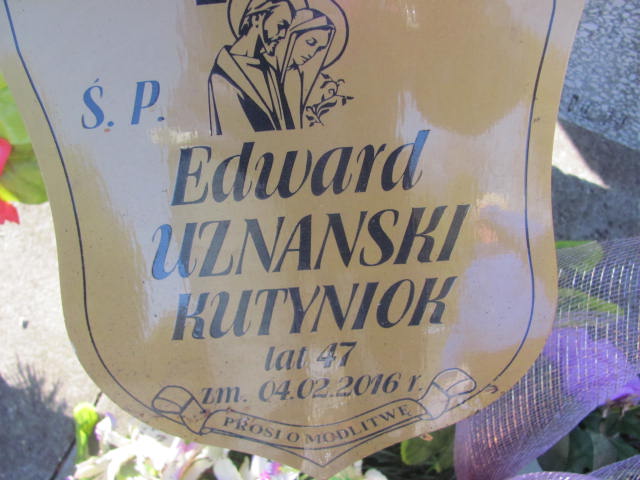 Ś. P.
Edward
UZNANSKI
KUTYNIOK
lat 47
zm. 04.02.2016 r.
PROSI O MODLITWĘ